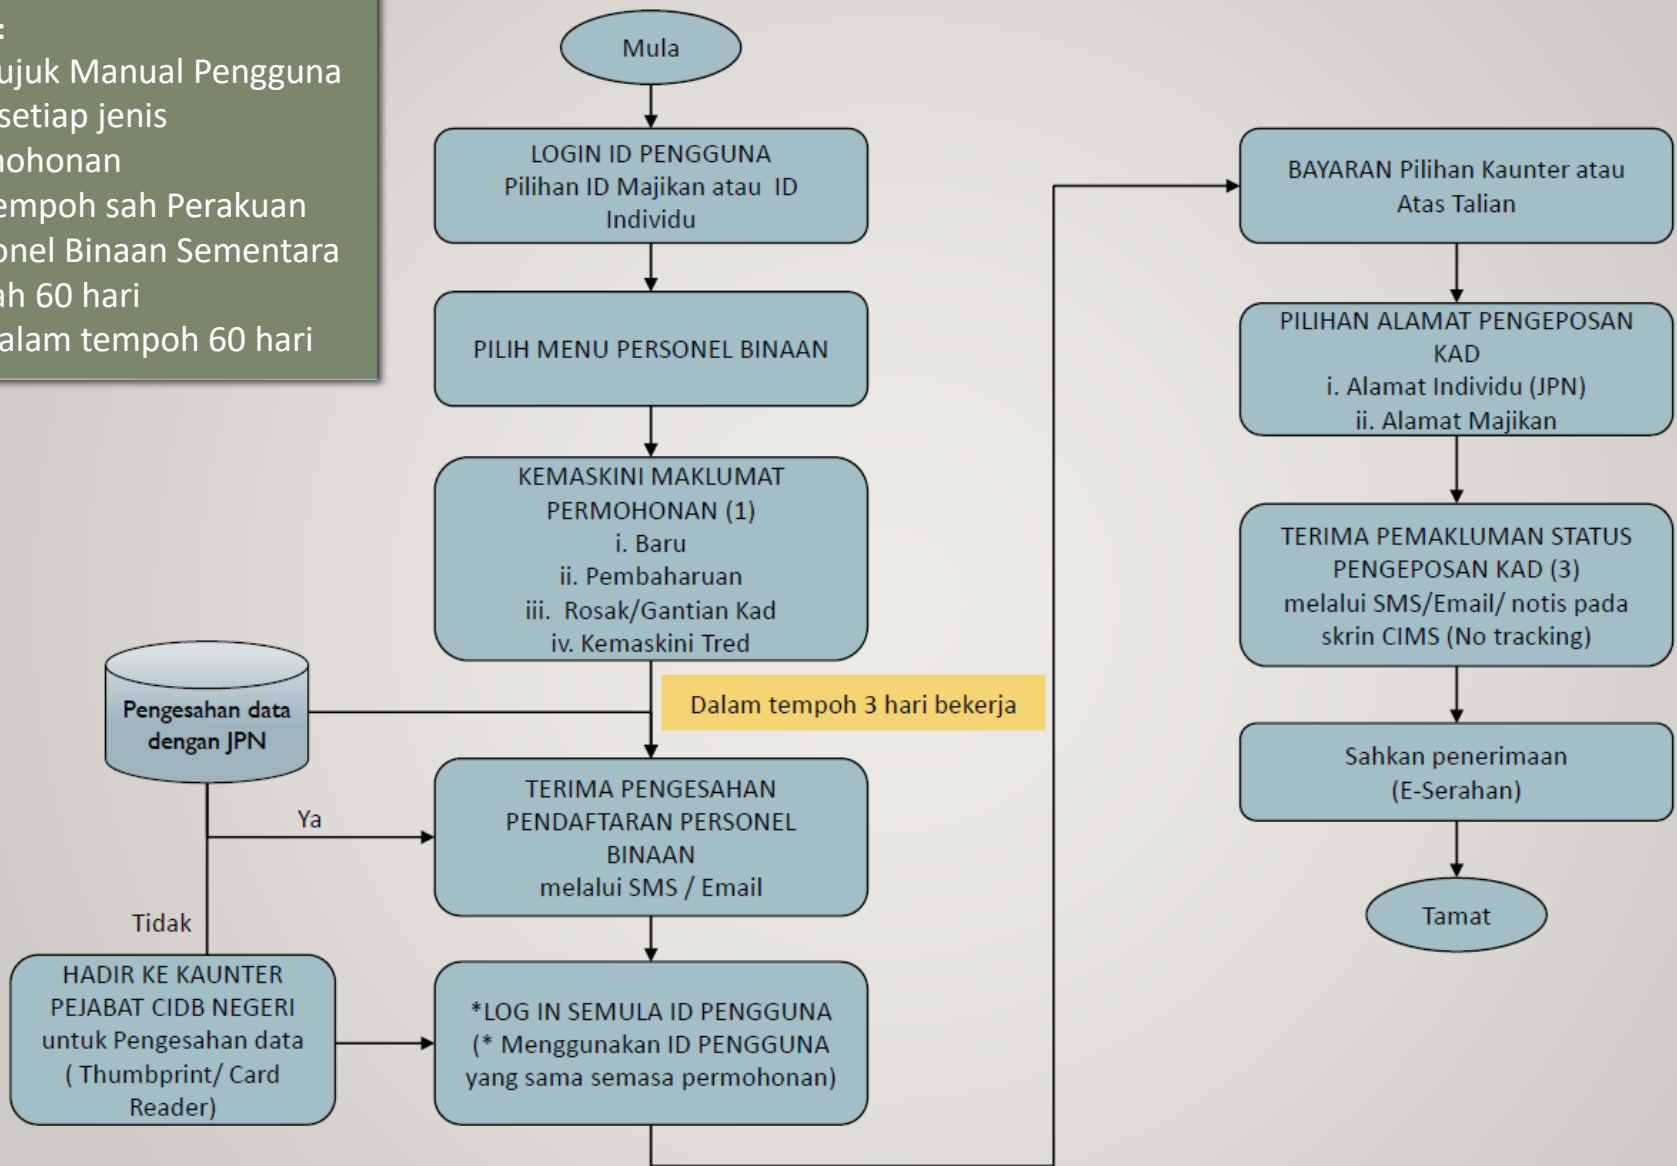 :
ujuk Manual Pengguna
setiap jenis
nohonan
empoh sah Perakuan
onel Binaan Sementara
ah 60 hari
alam tempoh 60 hari
Mula
LOGIN ID PENGGUNA
Pilihan ID Majikan atau ID
Individu
PILIH MENU PERSONEL BINAAN
KEMASKINI MAKLUMAT
PERMOHONAN (1)
i. Baru
ii. Pembaharuan
iii. Rosak/Gantian Kad
iv. Kemaskini Tred
Dalam tempoh 3 hari bekerja
Pengesahan data
dengan JPN
Ya
Tidak
TERIMA PENGESAHAN
PENDAFTARAN PERSONEL
BINAAN
melalui SMS / Email
HADIR KE KAUNTER
PEJABAT CIDB NEGERI
untuk Pengesahan data
( Thumbprint/ Card
Reader)
*LOG IN SEMULA ID PENGGUNA
(* Menggunakan ID PENGGUNA
yang sama semasa permohonan)
BAYARAN Pilihan Kaunter atau
Atas Talian
PILIHAN ALAMAT PENGEPOSAN
KAD
i. Alamat Individu (JPN)
ii. Alamat Majikan
TERIMA PEMAKLUMAN STATUS
PENGEPOSAN KAD (3)
melalui SMS/Email/ notis pada
skrin CIMS (No tracking)
Sahkan penerimaan
(E-Serahan)
Tamat